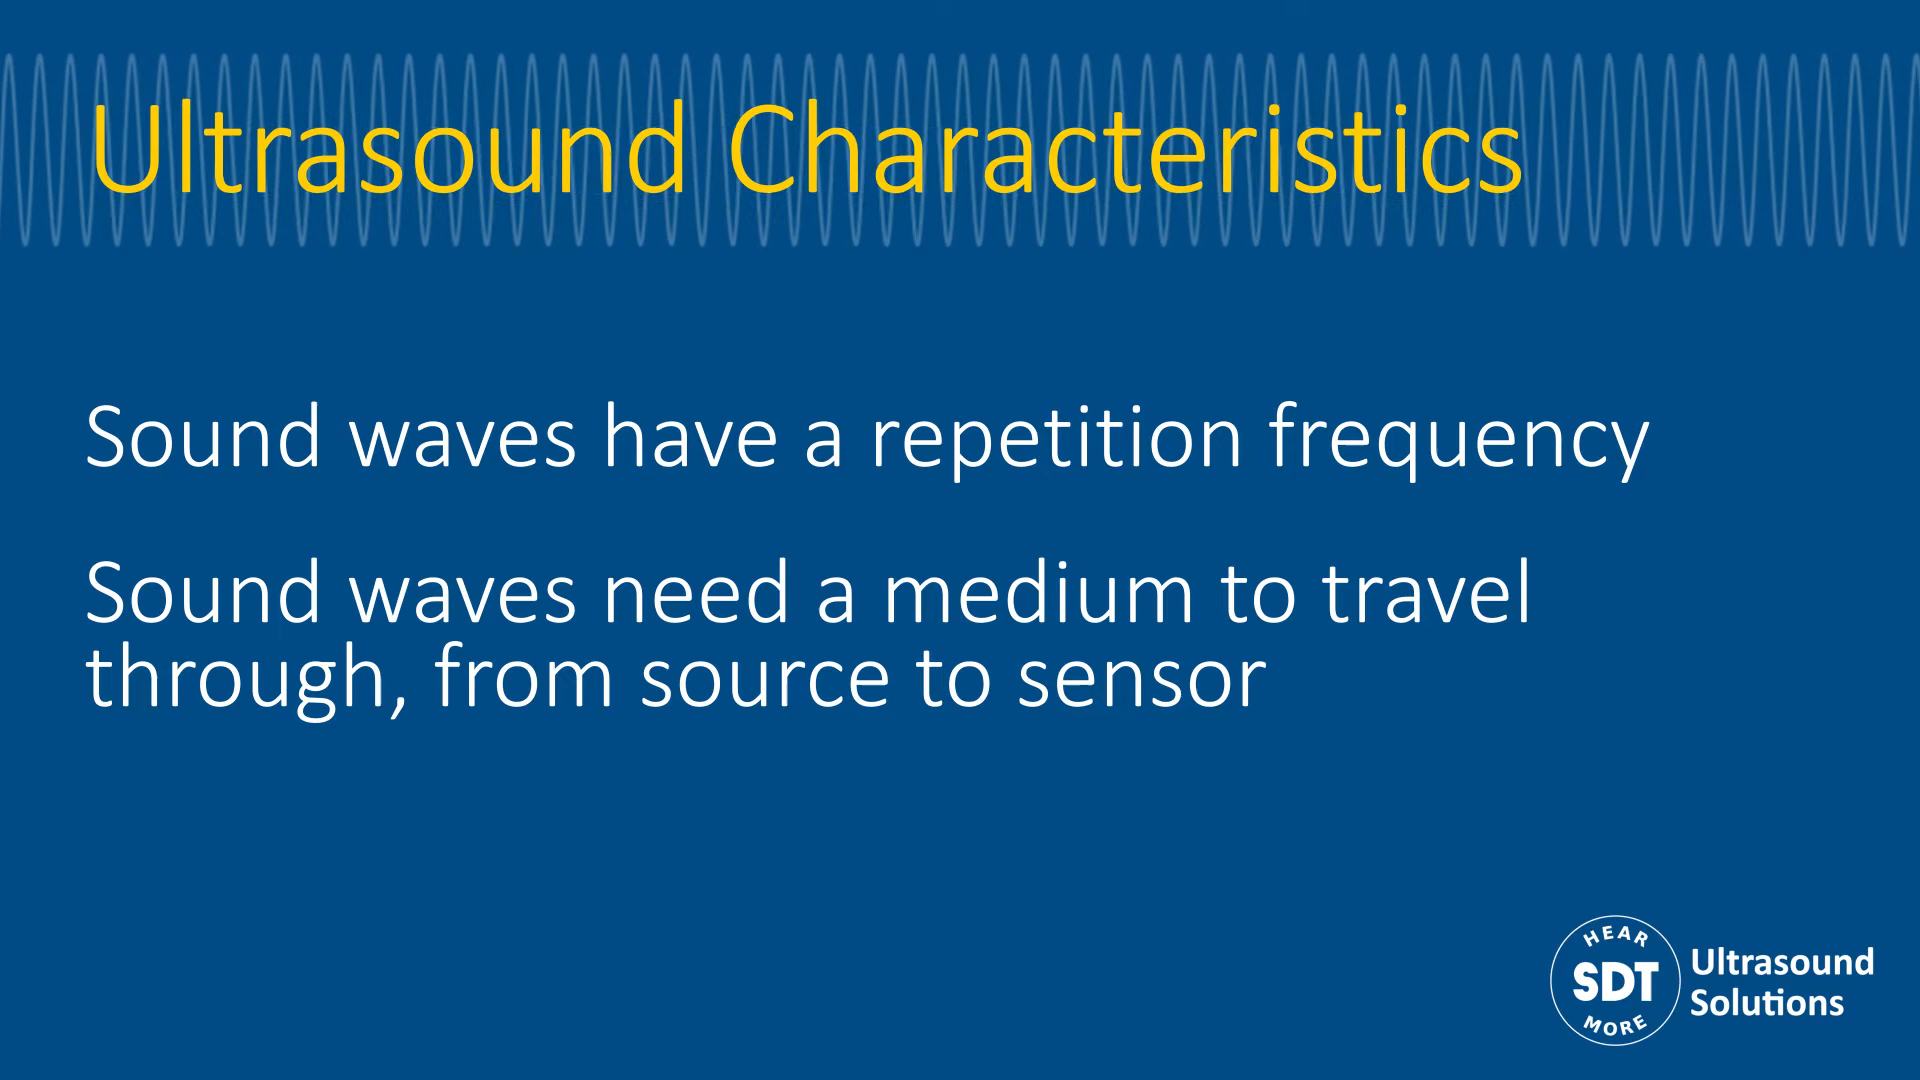 Ultrasound Characteristics
Sound waves have a repetition frequency
Sound waves need a medium to travel
through, from source to sensor
HEAR
SDT
MORE
Ultrasound
Solutions